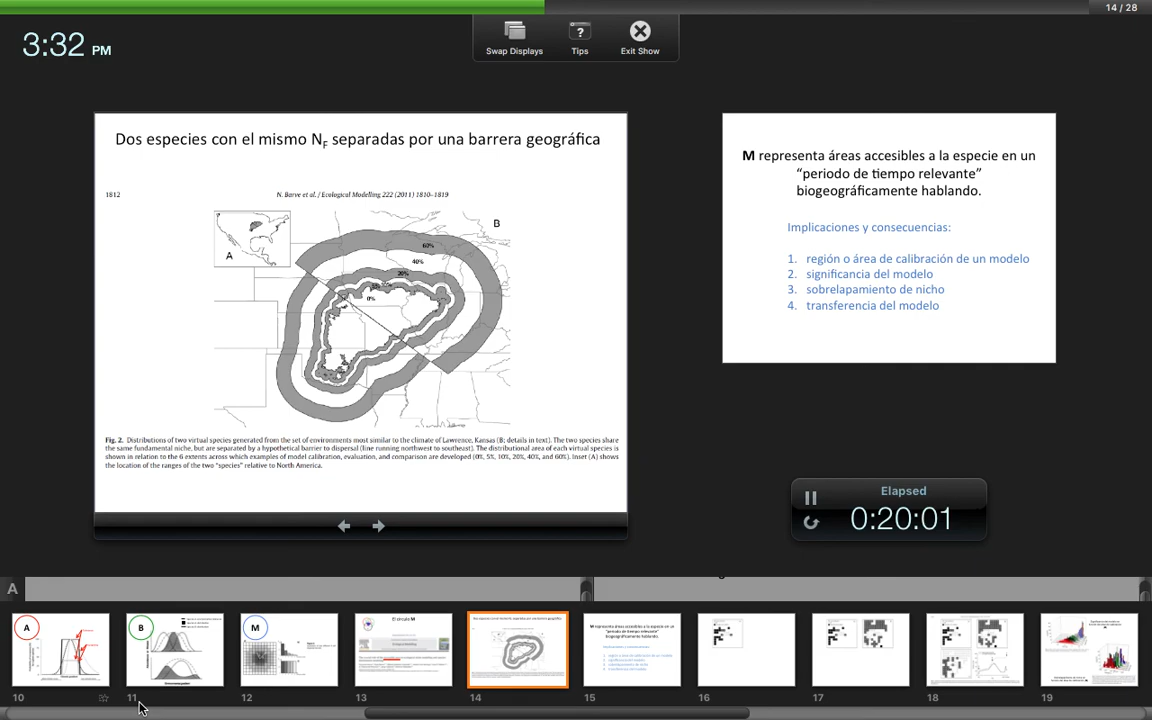 14 / 28
3:32 PM
Swap Displays
Tips
Exit Show
Dos especies con el mismo NF separadas por una barrera geográfica
1812
N. Barve et al. / Ecological Modelling 222 (2011) 1810–1819
A
B
60%
40%
20%
0%
Fig. 2. Distributions of two virtual species generated from the set of environments most similar to the climate of Lawrence, Kansas (B; details in text). The two species share
the same fundamental niche, but are separated by a hypothetical barrier to dispersal (line running northwest to southeast). The distributional area of each virtual species is
shown in relation to the 6 extents across which examples of model calibration, evaluation, and comparison are developed (0%, 5%, 10%, 20%, 40%, and 60%). Inset (A) shows
the location of the ranges of the two "species" relative to North America.
M representa áreas accesibles a la especie en un
“periodo de tiempo relevante”
biogeográficamente hablando.
Implicaciones y consecuencias:
1. región o área de calibración de un modelo
2. significancia del modelo
3. sobrelapamiento de nicho
4. transferencia del modelo
Elapsed
0:20:01
A
A
B
M
El círculo M
10
11
12
13
14
15
16
17
18
19